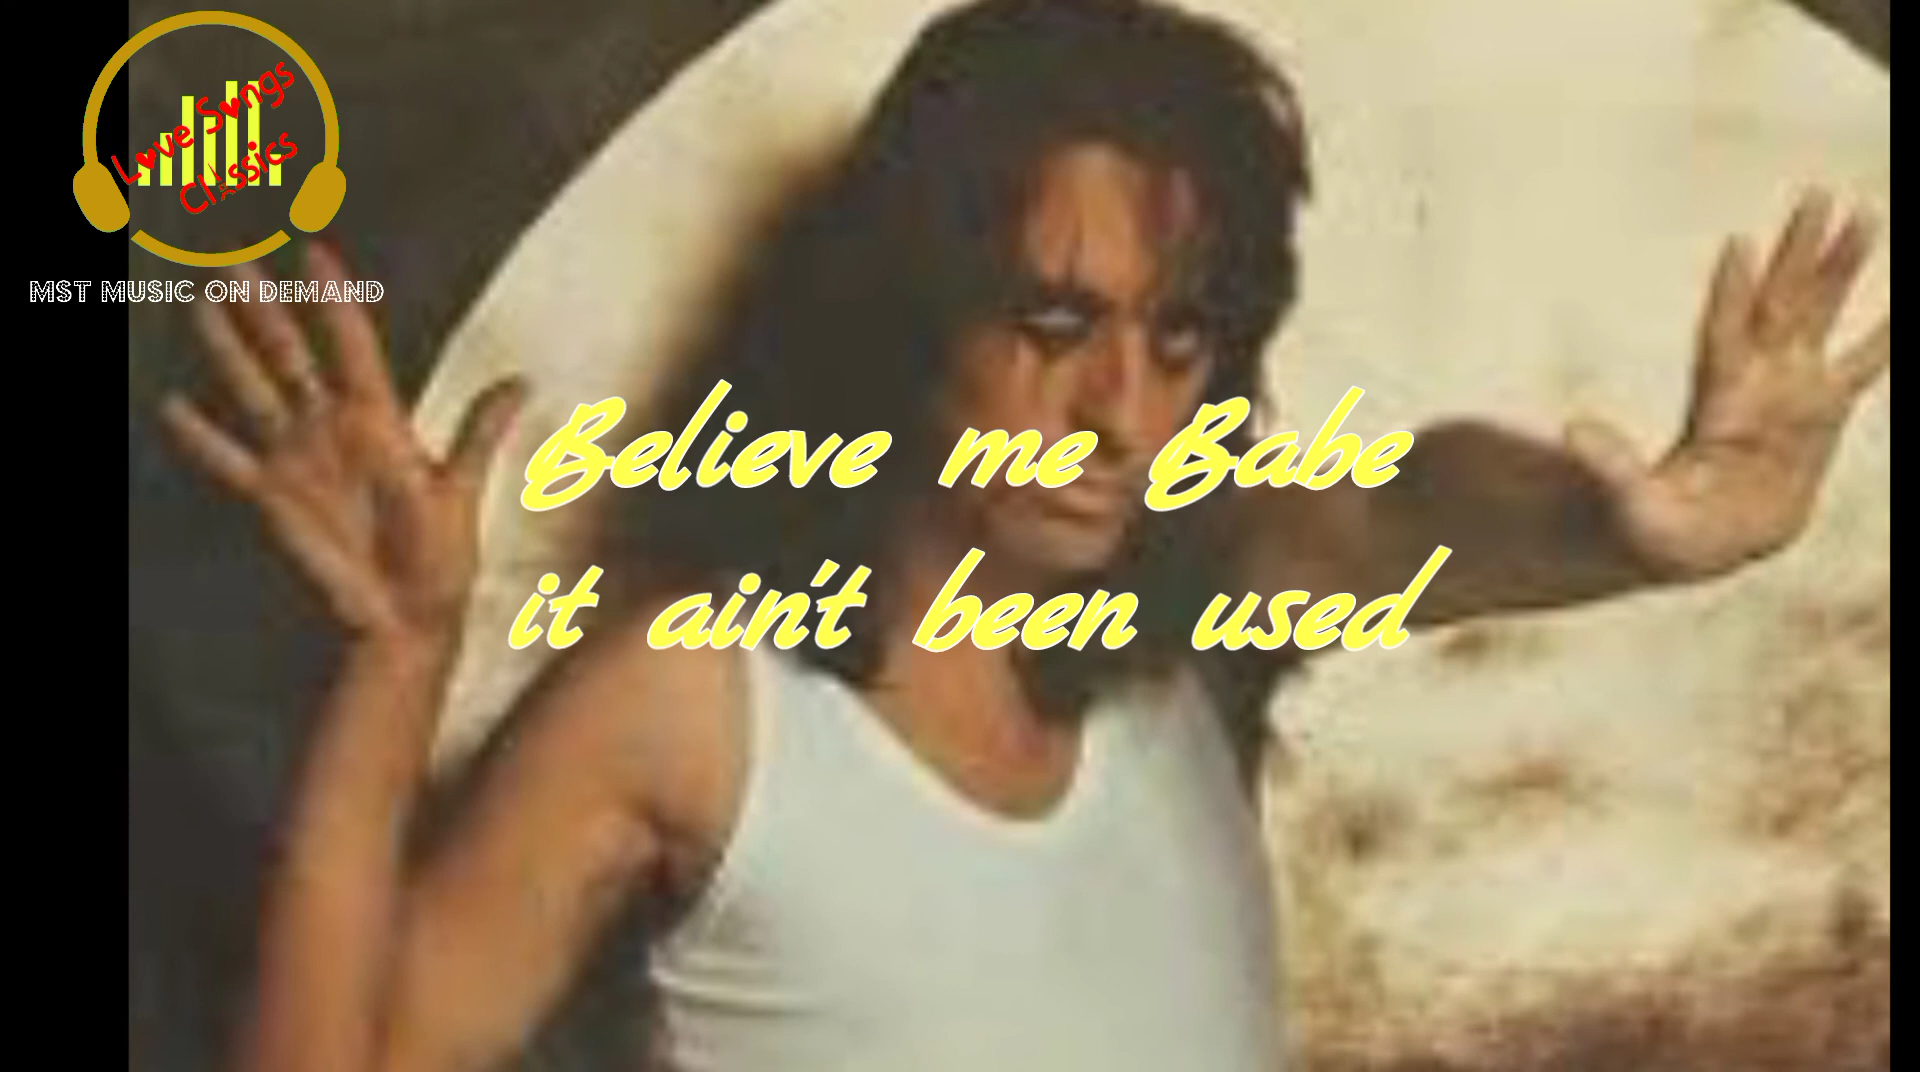 Love Songs
Classics
MST MUSIC ON DEMAND
Believe me Babe
it ain't been used